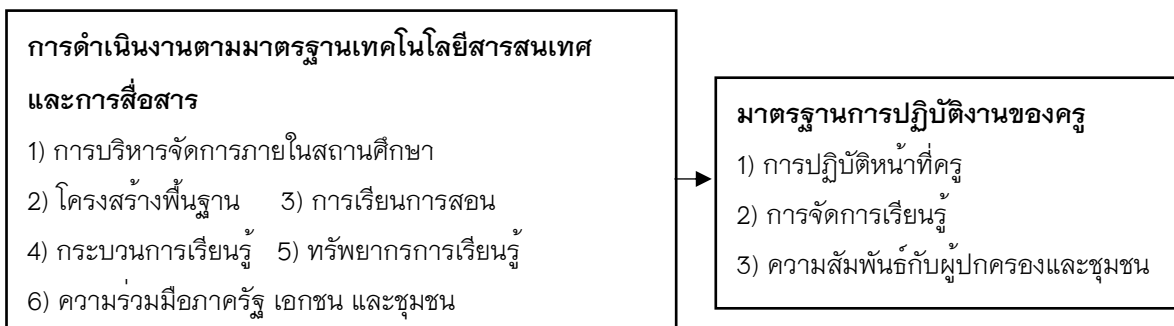 การดำเนินงานตามมาตรฐานเทคโนโลยีสารสนเทศ
และการสื่อสาร
1) การบริหารจัดการภายในสถานศึกษา
2) โครงสร้างพื้นฐาน 3) การเรียนการสอน
4) กระบวนการเรียนรู้ 5) ทรัพยากรการเรียนรู้
6) ความร่วมมือภาครัฐ เอกชน และชุมชน
มาตรฐานการปฏิบัติงานของครู
1) การปฏิบัติหน้าที่ครู
2) การจัดการเรียนรู้
3) ความสัมพันธ์กับผู้ปกครองและชุมชน